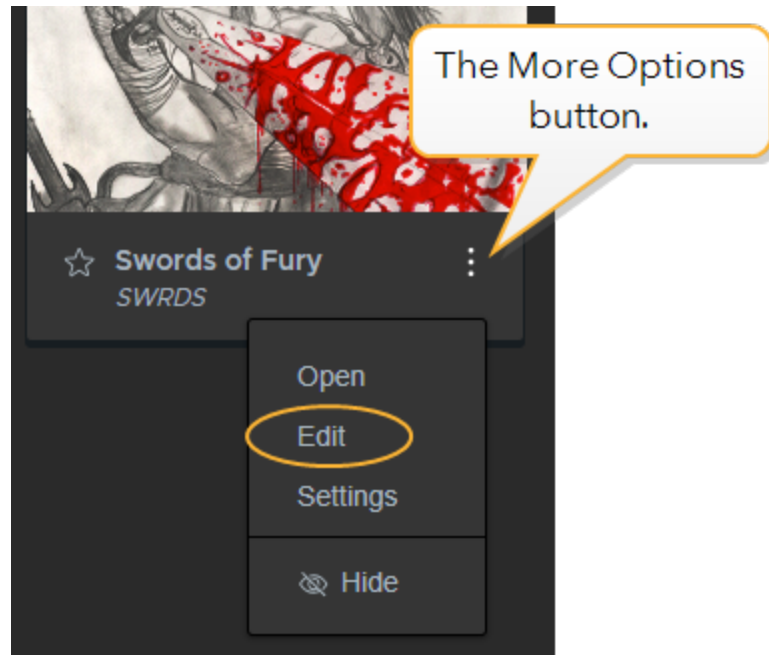 The More Options
button.
Swords of Fury
SWRDS
Open
Edit
Settings
Hide